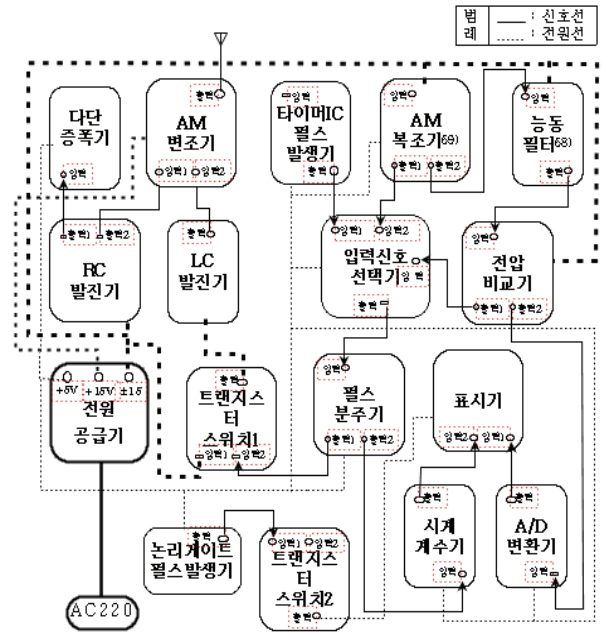 범 : 신호선
례 : 전원선
다단
증폭기
입력
출력
AM
변조기
입력1 입력2
입력
타이머IC
펄스
발생기
출력
입력
AM
복조기69)
출력1 출력2
입력
능동
필터68)
출력
출력1 출력2
RC
발진기
출력
LC
발진기
입력1 입력2
입력신호
선택기 입력
출력
입력
전압
비교기
출력1 출력2
+5V +15V ±15
전원
공급기
출력
트랜지스
터
스위치1
입력1 입력2
입력
펄스
분주기
출력1 출력2
표시기
입력2 입력1
출력
시계
계수기
입력
출력
A/D
변환기
입력
출력
논리게이트
펄스발생기
입력1 입력2
트랜지스
터
스위치2
출력
AC220